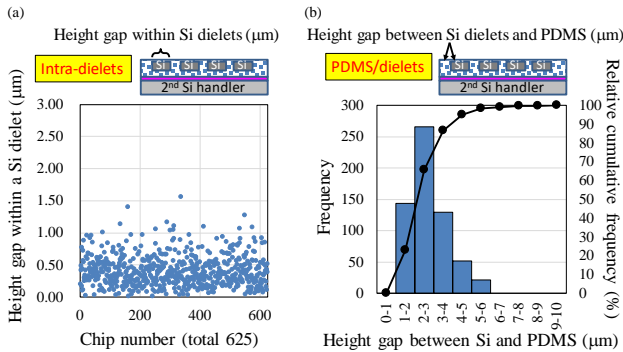 (a)
Height gap within Si dielets (μm)
Intra-dielets
Si Si Si Si
2nd Si handler
Height gap within a Si dielet (μm)
3.00
2.50
2.00
1.50
1.00
0.50
0.00
0 200 400 600
Chip number (total 625)
(b)
Height gap between Si dielets and PDMS (μm)
PDMS/dielets
Si Si Si Si
2nd Si handler
Frequency
300
250
200
150
100
50
0
100
90
80
70
60
50
40
30
20
10
0
Relative cumulative frequency (%)
0-1
1-2
2-3
3-4
4-5
5-6
6-7
7-8
8-9
9-10
Height gap between Si and PDMS (μm)